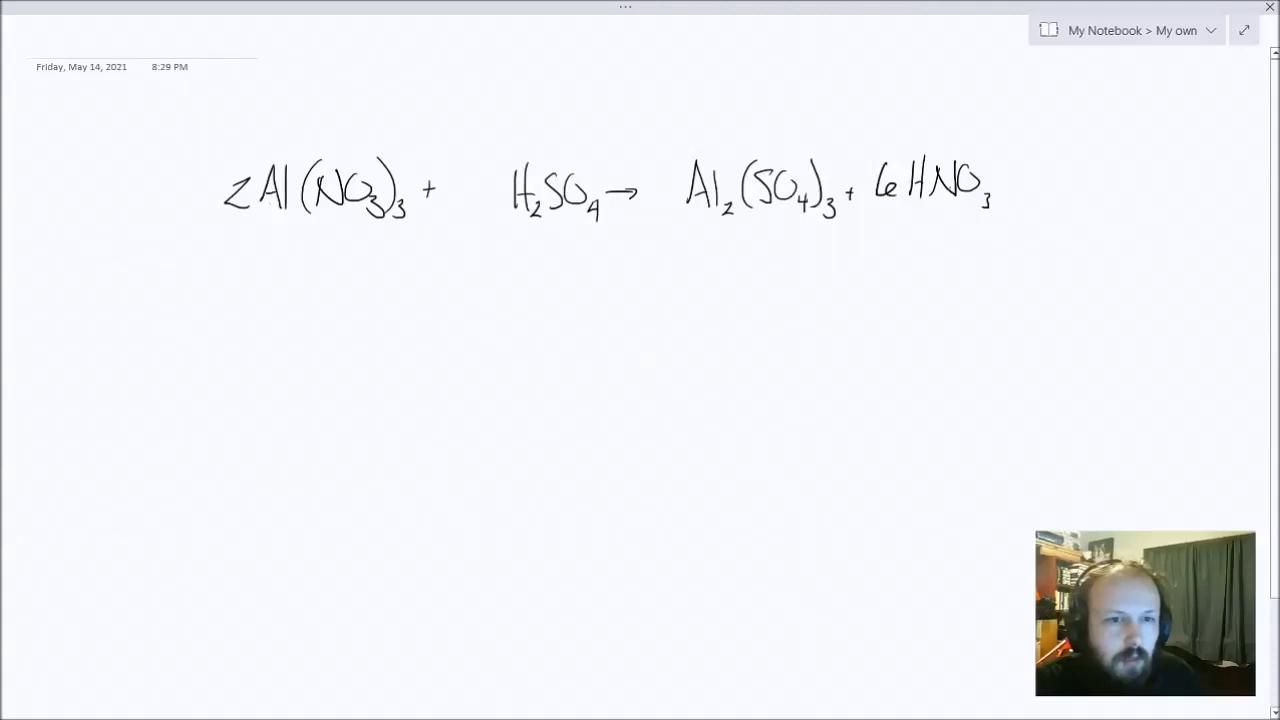 ...
My Notebook > My own
Friday, May 14, 2021 8:29 PM
2Al(NO₃)₃ + H₂SO₄ → Al₂(SO₄)₃ + 6HNO₃